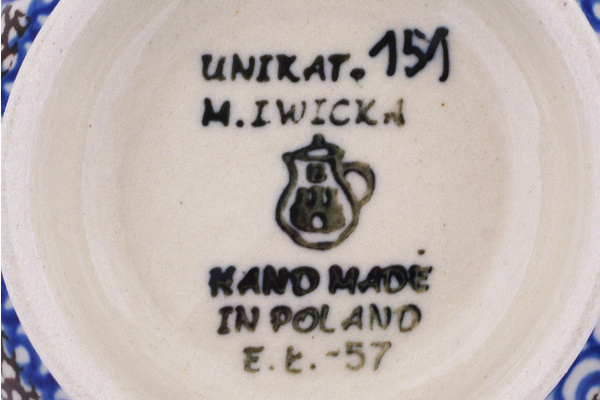 UNIKAT. 151
M.IWICKA
B
HAND MADE
IN POLAND
E.Ł.-57